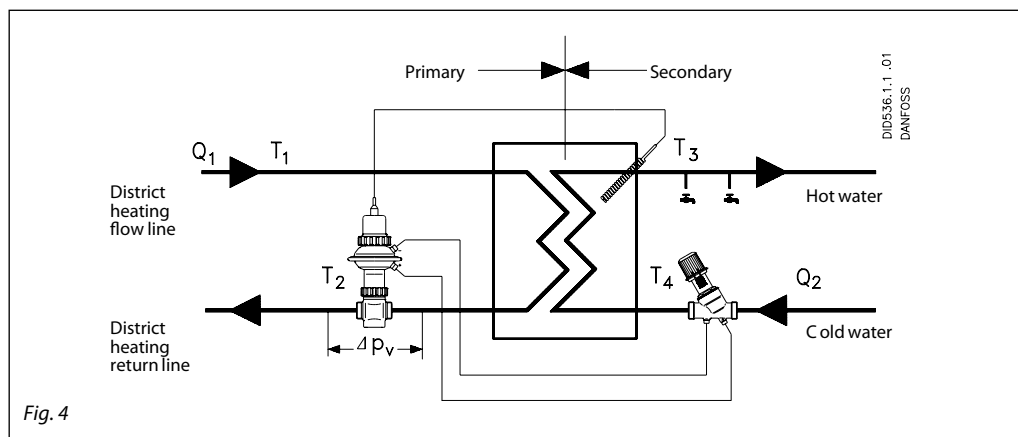 Primary
Secondary
DID536.1.1 .01
DANFOSS
Q₁
T₁
T₃
District
heating
flow line
Hot water
T₂
T₄
Q₂
District
heating
return line
Δpᵥ
C old water
Fig. 4